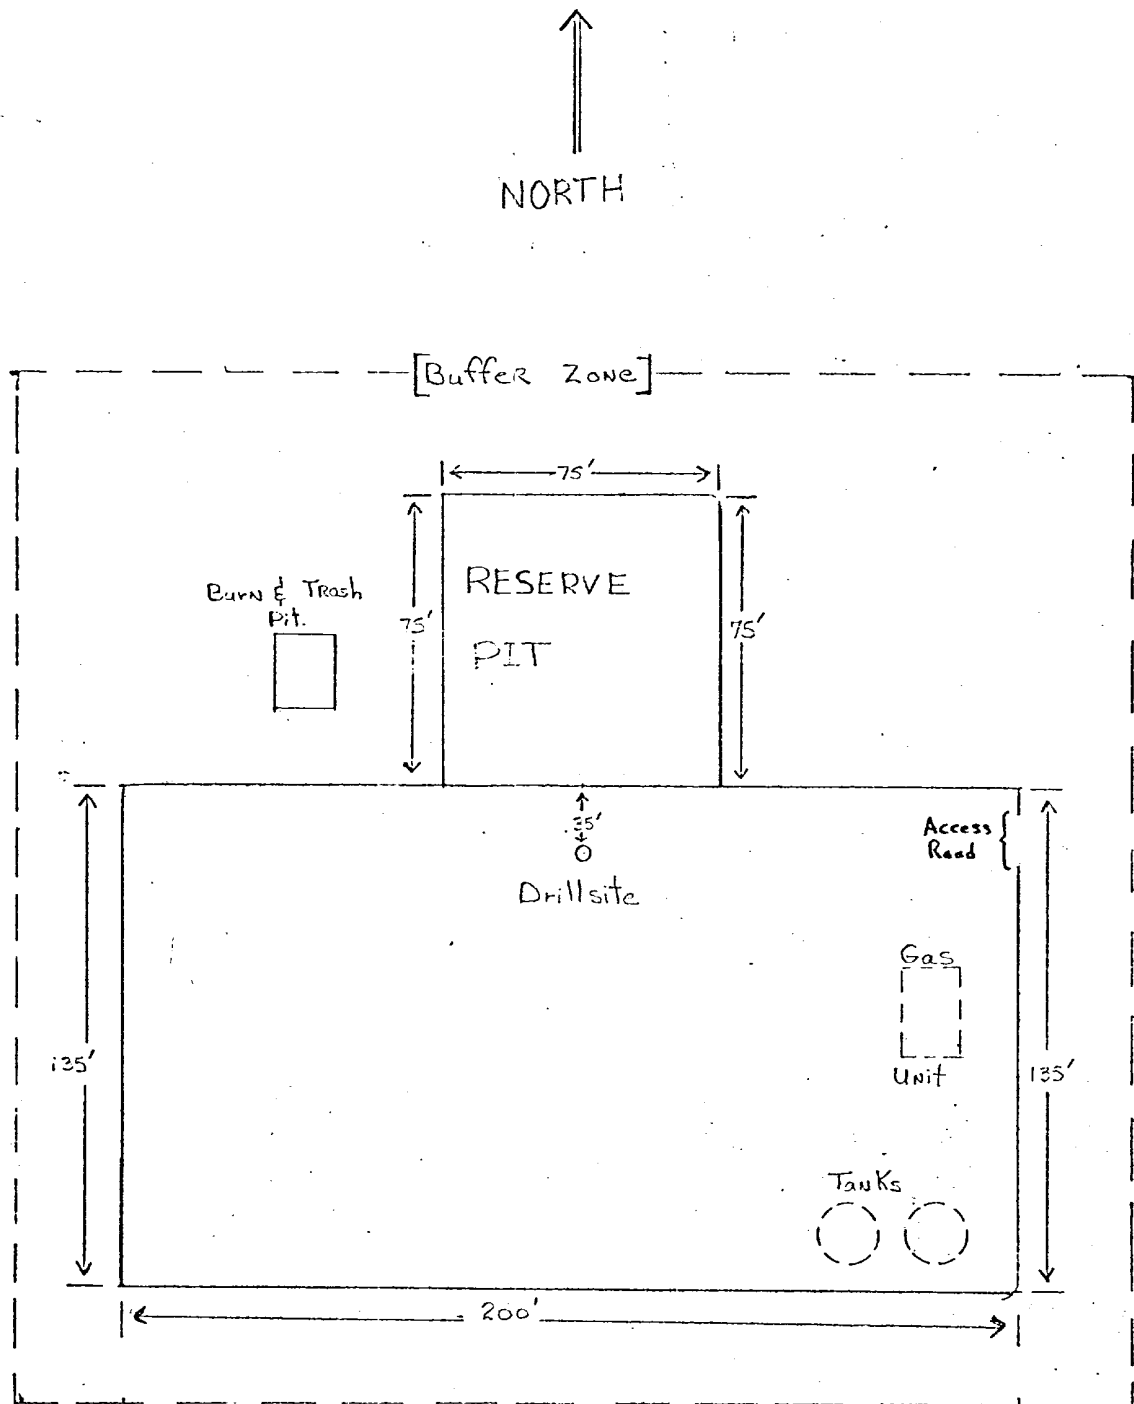 NORTH
[Buffer Zone]
75'
75'
75'
RESERVE
PIT
Burn & Trash
Pit.
35'
Drillsite
Access
Road
Gas
Unit
135'
135'
Tanks
200'